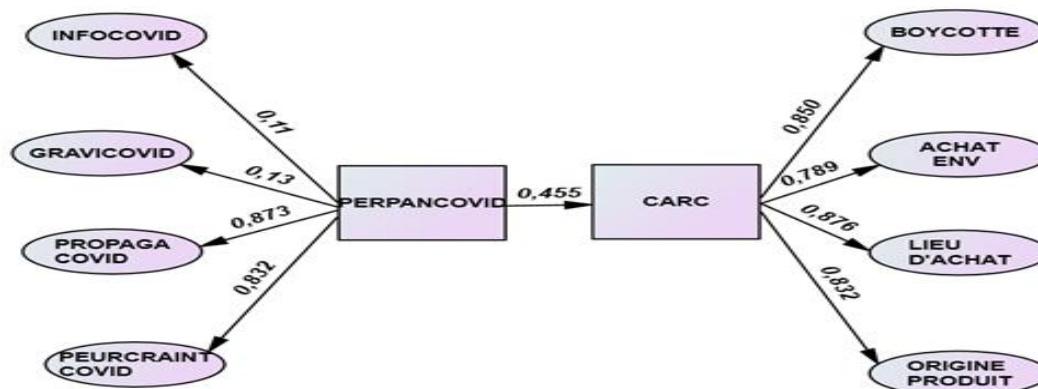 INFOCOVID
BOYCOTTE
0,11
0,850
GRAVICOVID
ACHAT
ENV
0,13
0,789
PERPANCOVID
0,455
CARC
0,873
0,876
PROPAGA
COVID
LIEU
D'ACHAT
0,832
0,832
PEURCRAINT
COVID
ORIGINE
PRODUIT